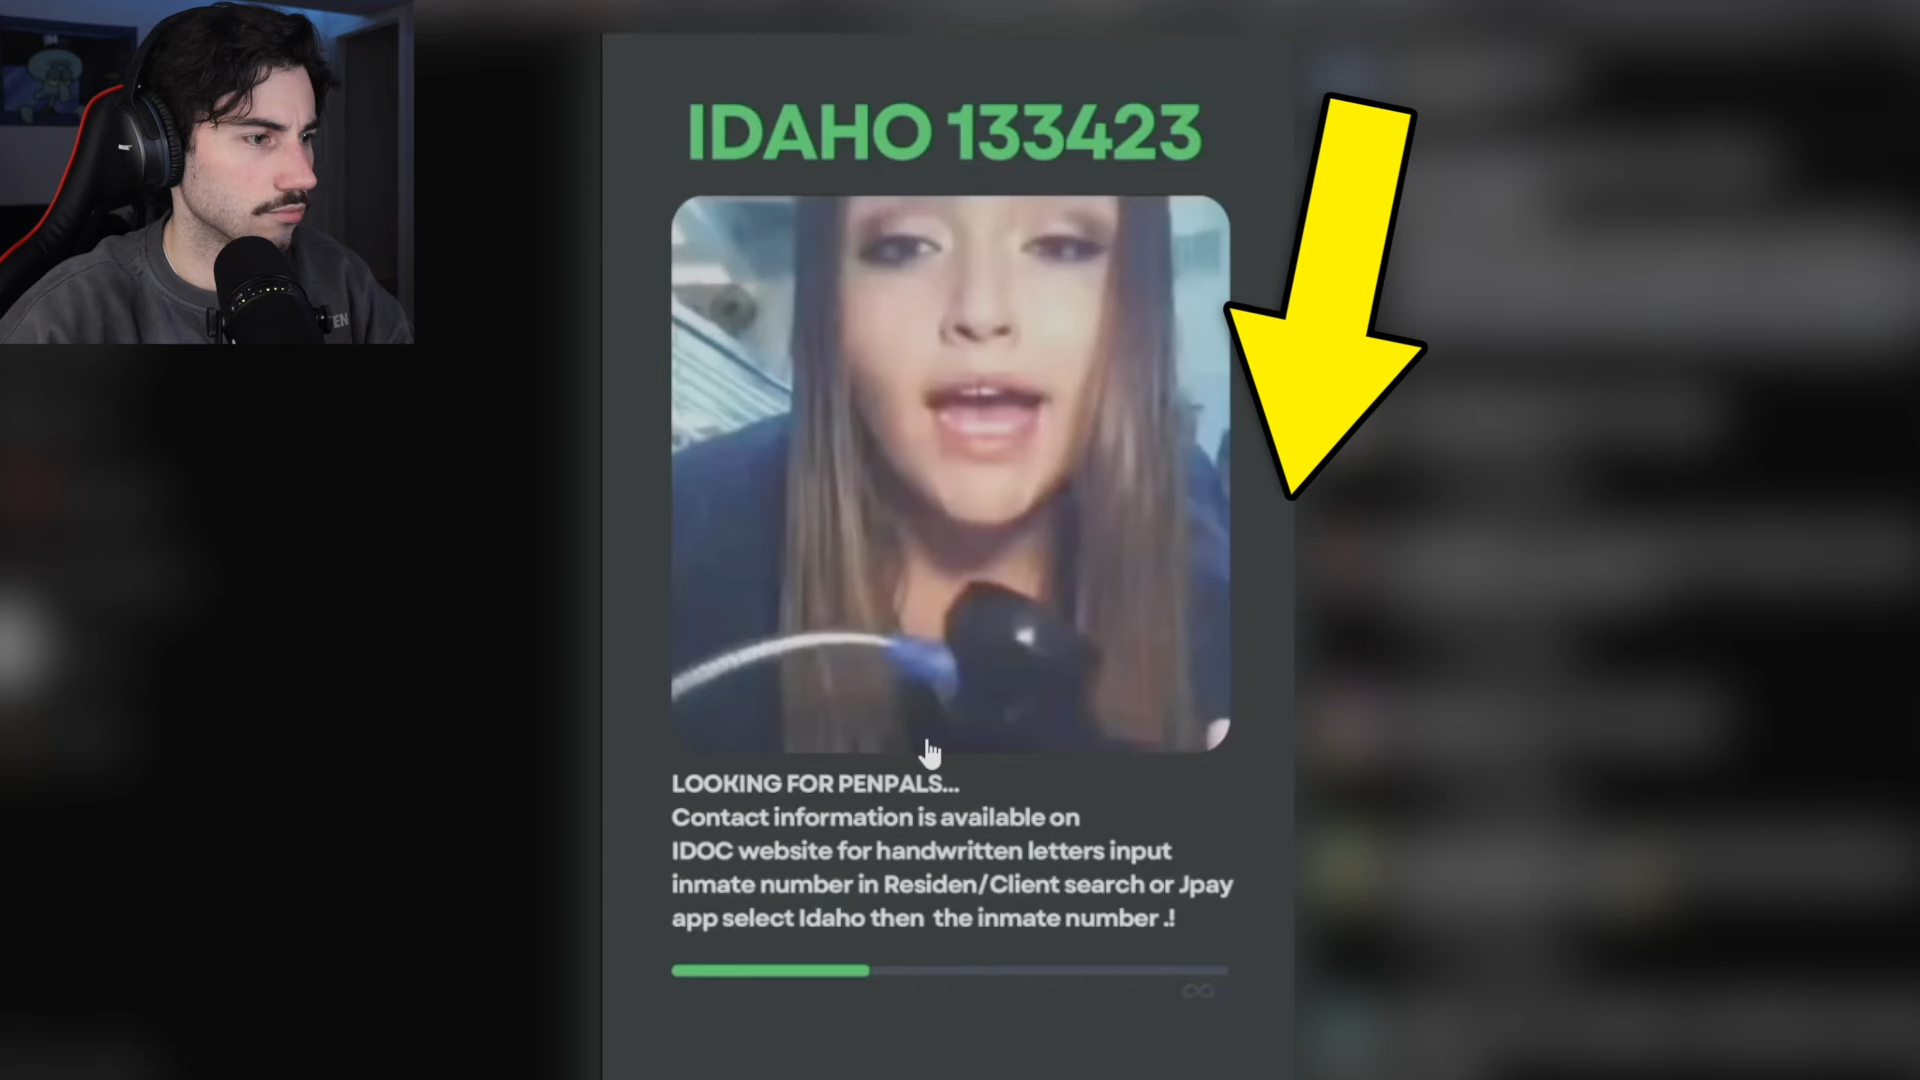 IDAHO 133423
LOOKING FOR PENPALS...
Contact information is available on
IDOC website for handwritten letters input
inmate number in Residen/Client search or Jpay
app select Idaho then the inmate number .!